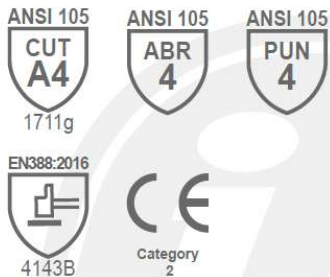 ANSI 105
CUT
A4
1711g
ANSI 105
ABR
4
ANSI 105
PUN
4
EN388:2016
4143B
CE
Category
2